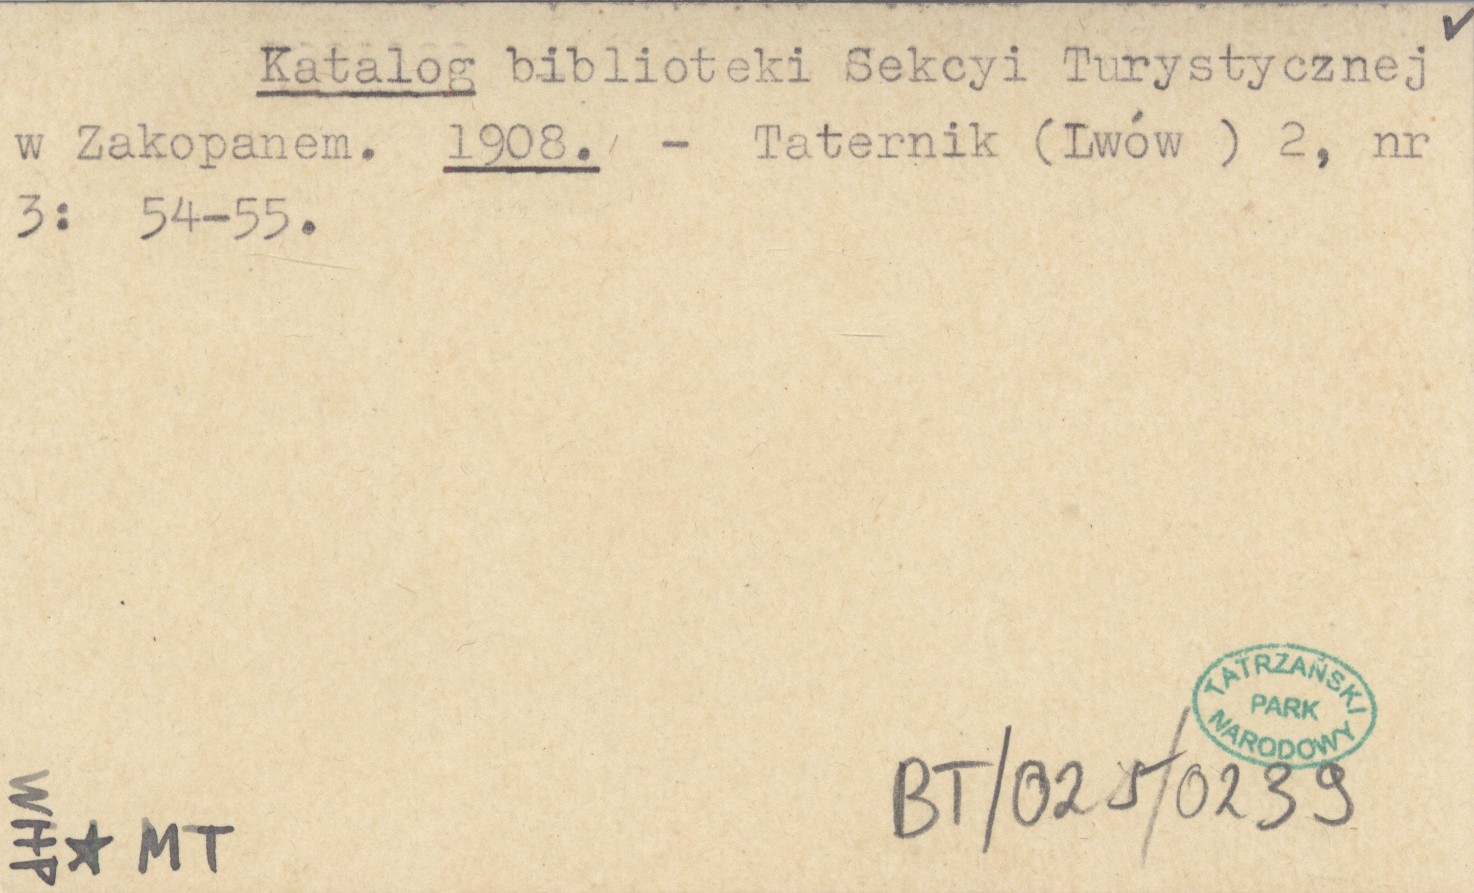 Katalog biblioteki Sekcyi Turystycznej
w Zakopanem. 1908. - Taternik (Lwów ) 2, nr
3: 54-55.
TATRZAŃSKI
PARK
NARODOWY
BT/025/0239
WHP
★ MT